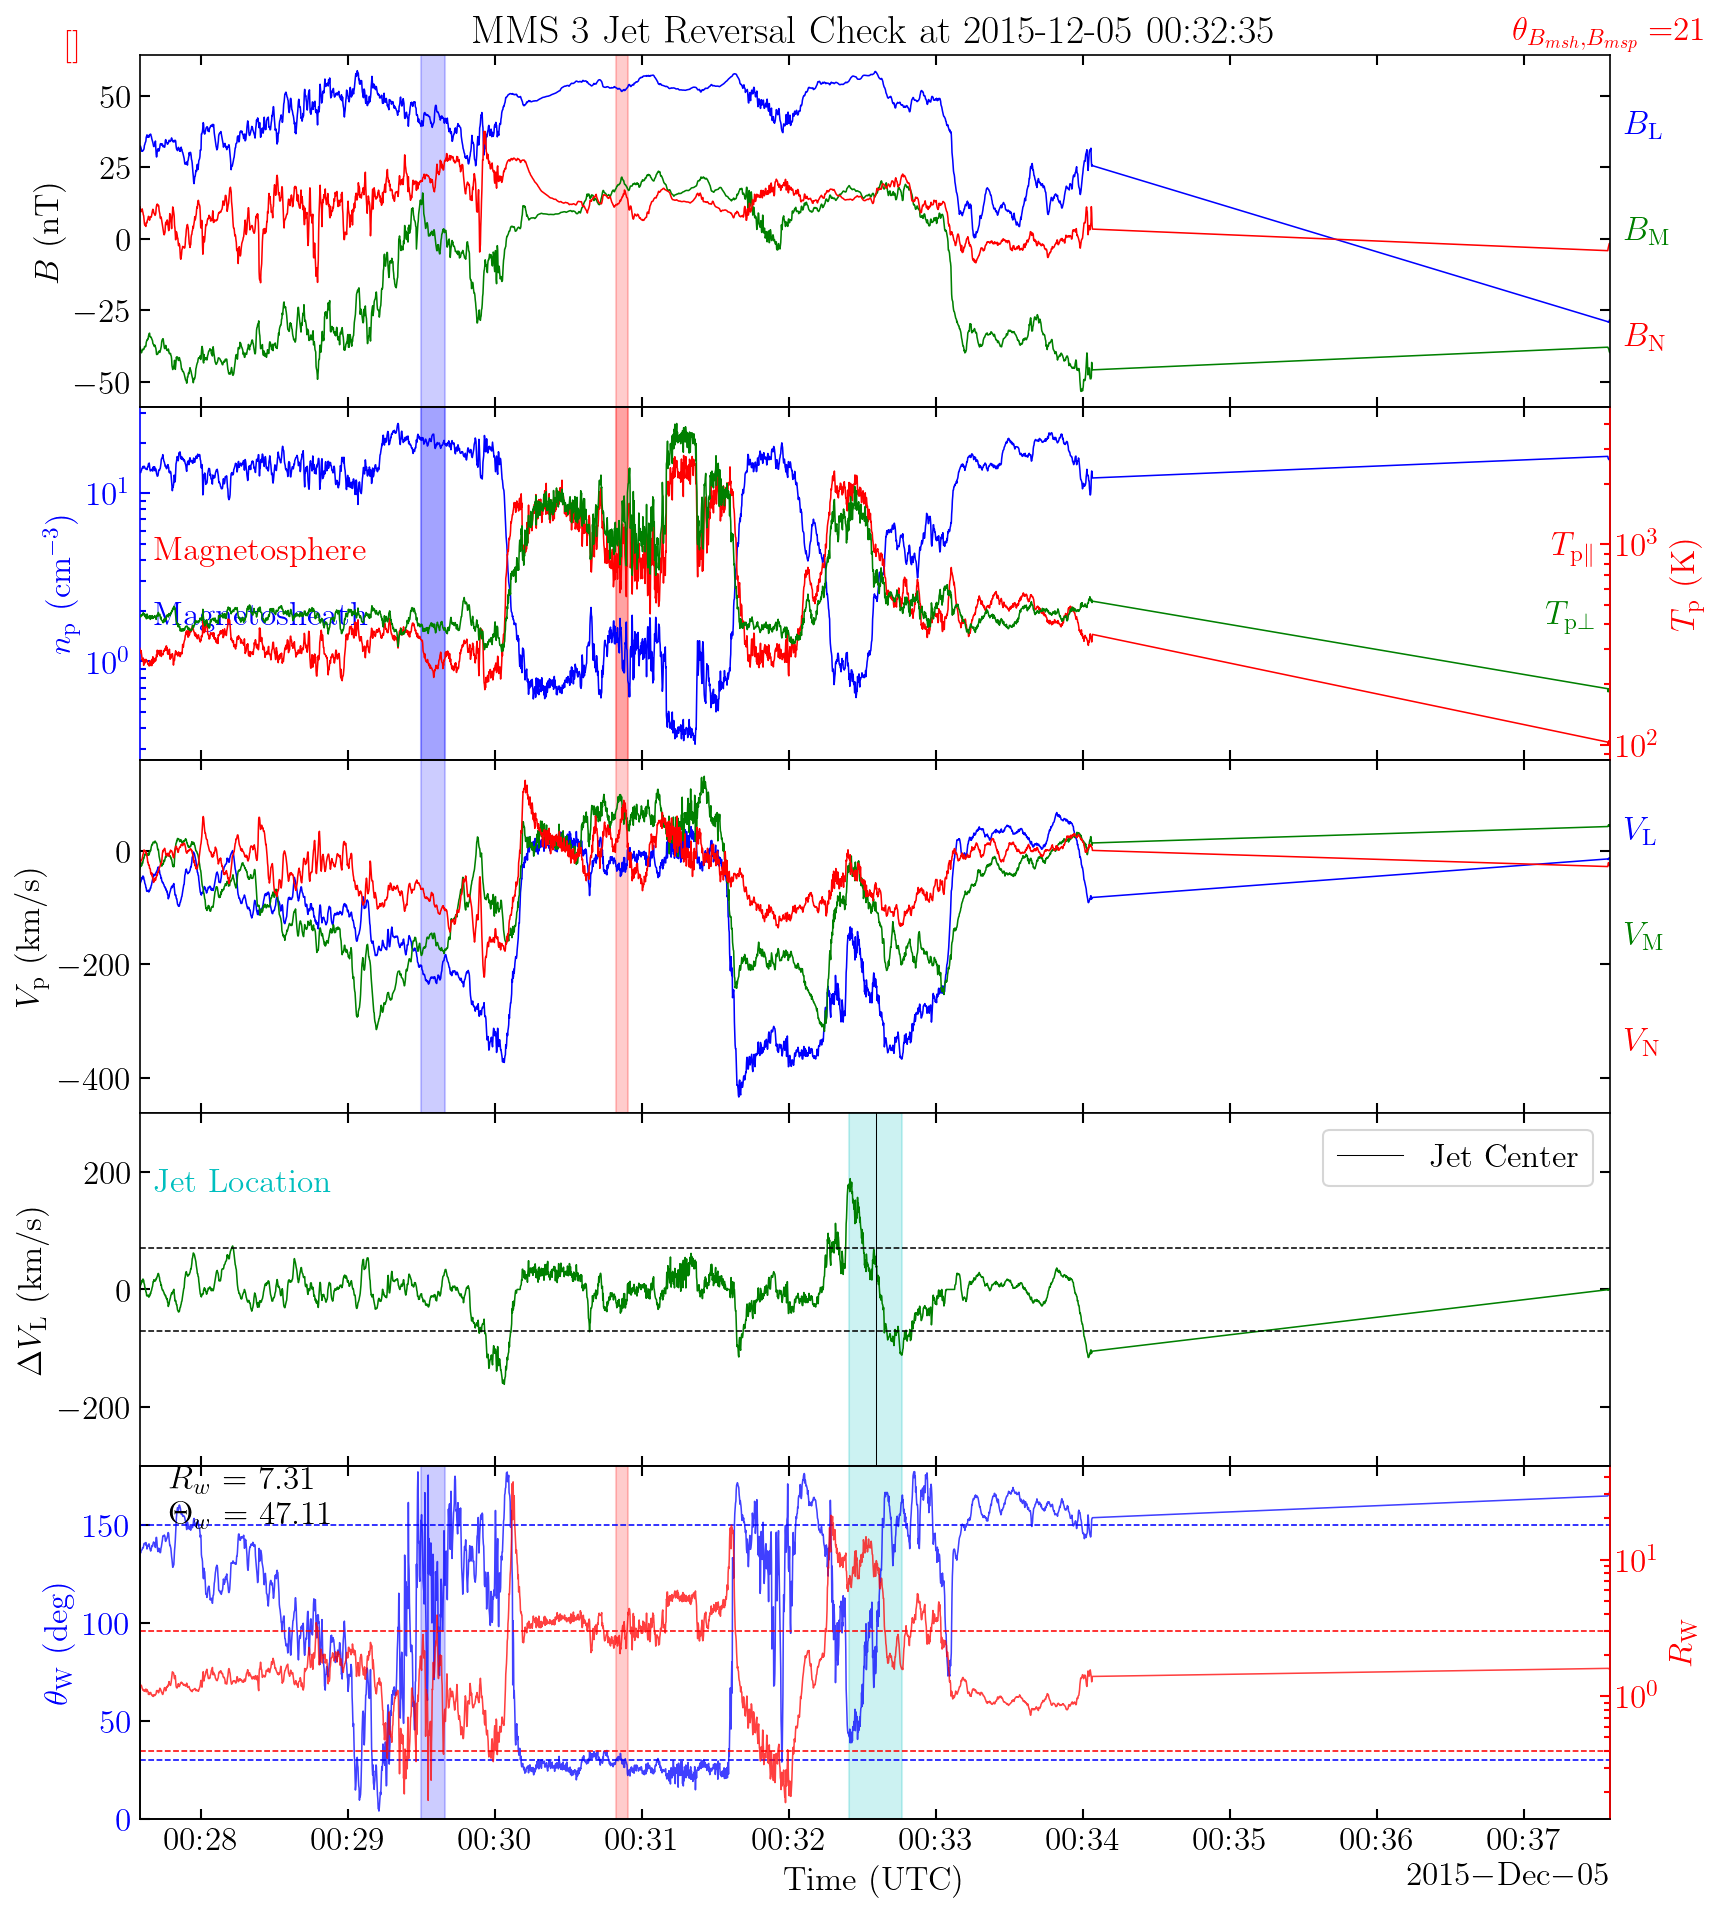 MMS 3 Jet Reversal Check at 2015-12-05 00:32:35
θ_{B_{msh},B_{msp}} =21
50
25
0
−25
−50
B (nT)
B_L
B_M
B_N
10^1
10^0
n_p (cm^{−3})
Magnetosphere
Magnetosheath
T_{p∥}
T_{p⊥}
10^3
10^2
T_p (K)
0
−200
−400
V_p (km/s)
V_L
V_M
V_N
200
0
−200
ΔV_L (km/s)
Jet Location
Jet Center
R_w = 7.31
Θ_w = 47.11
150
100
50
0
θ_W (deg)
10^1
10^0
R_W
00:28 00:29 00:30 00:31 00:32 00:33 00:34 00:35 00:36 00:37
2015−Dec−05
Time (UTC)